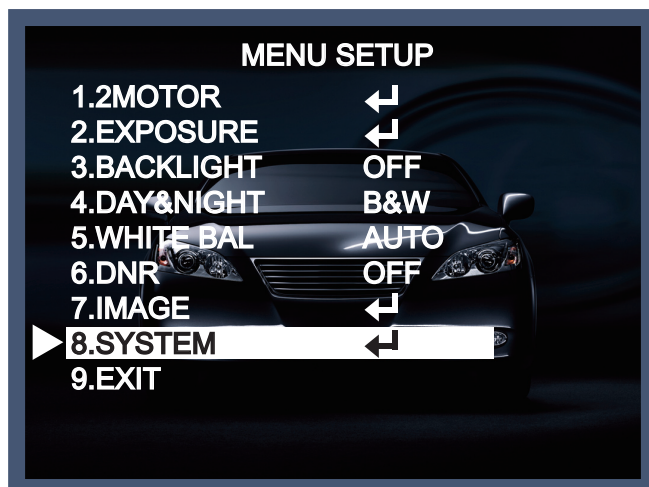 MENU SETUP
1.2MOTOR ↵
2.EXPOSURE ↵
3.BACKLIGHT OFF
4.DAY&NIGHT B&W
5.WHITE BAL AUTO
6.DNR OFF
7.IMAGE ↵
8.SYSTEM ↵
9.EXIT